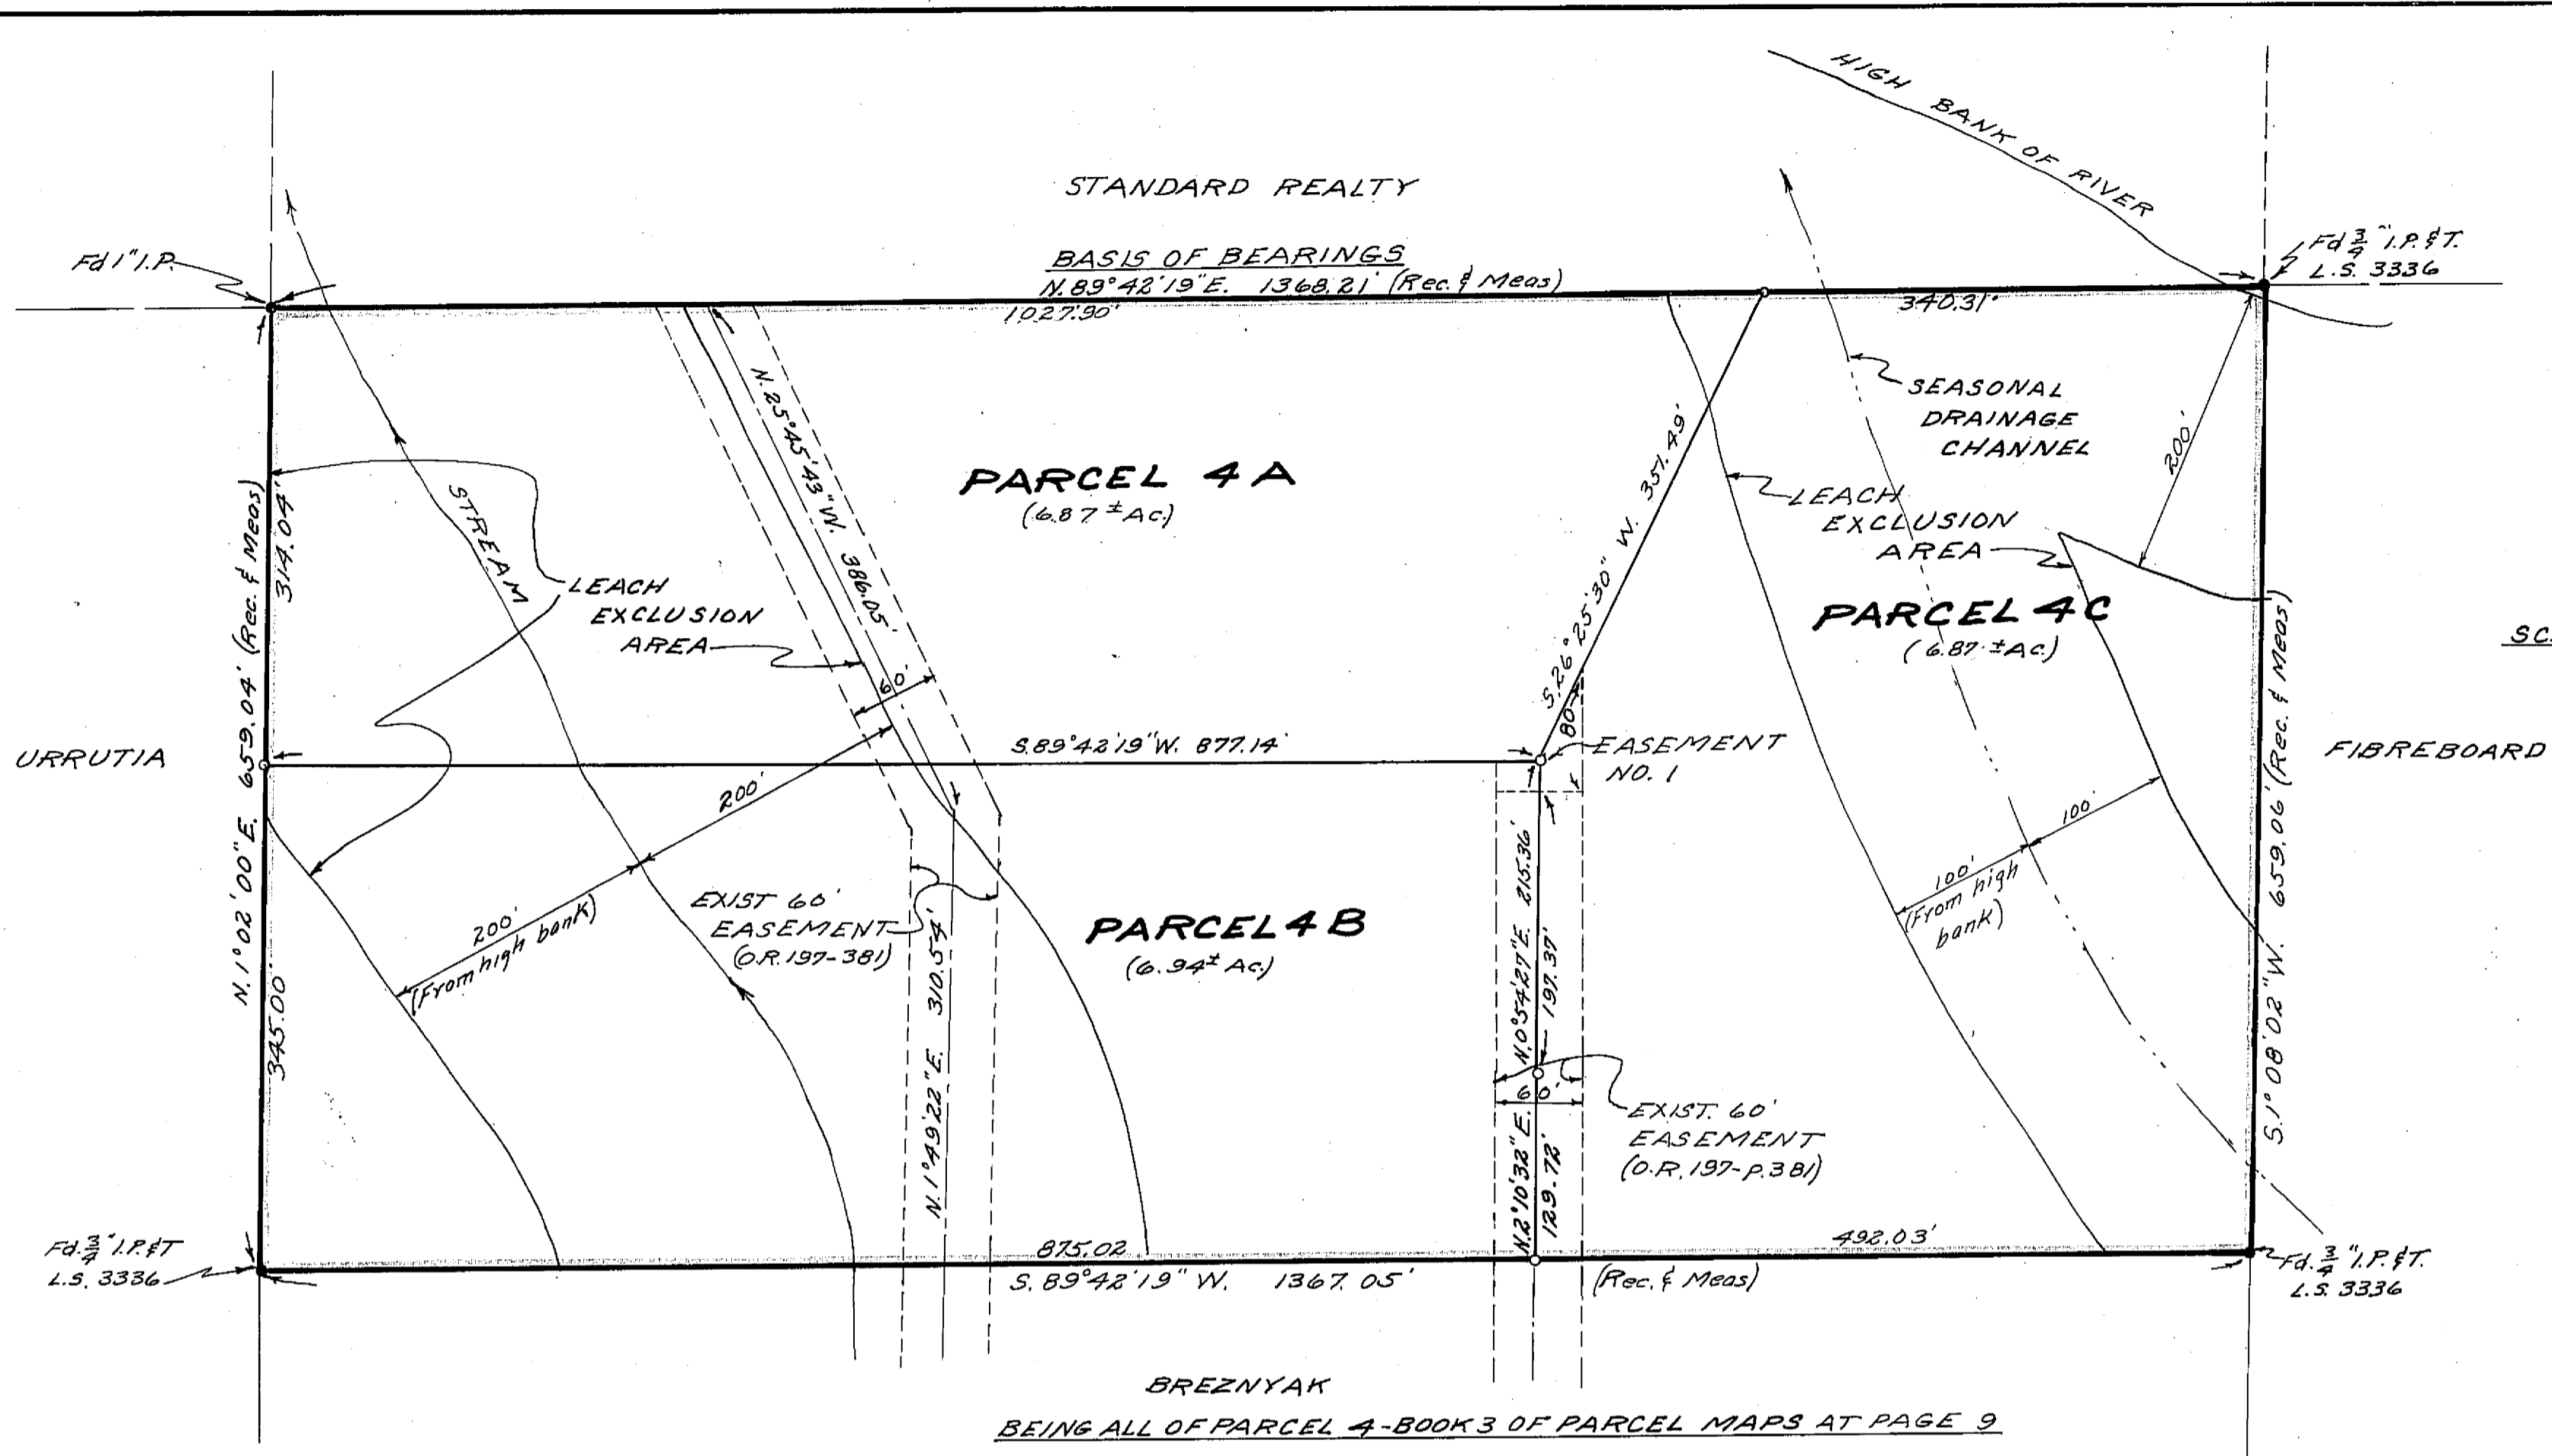 HIGH BANK OF RIVER
STANDARD REALTY
BASIS OF BEARINGS
N.89°42'19"E. 1368.21' (Rec. & Meas)
1027.90'
340.31'
Fd 1" I.P.
Fd 3/4" I.P. & T.
L.S. 3336
N.25°45'43"W. 386.05'
PARCEL 4A
(6.87 ± Ac.)
S.26°25'30" W. 351.49'
SEASONAL
DRAINAGE
CHANNEL
200'
LEACH
EXCLUSION
AREA
PARCEL 4C
(6.87 ± Ac.)
STREAM
LEACH
EXCLUSION
AREA
60'
80'
314.04'
N.1°02'00"E. 659.04' (Rec. & Meas)
345.00'
URRUTIA
S.89°42'19"W. 877.14'
EASEMENT
NO. 1
FIBREBOARD
SC
S.1°08'02"W. 659.06' (Rec. & Meas)
200'
200'
(From high bank)
100'
100'
(From high
bank)
EXIST 60'
EASEMENT
(O.R. 197-381)
N.1°49'22"E. 310.54'
PARCEL 4B
(6.94± Ac.)
N.0°54'27"E. 215.36'
197.37'
60'
N.2°10'32"E.
129.72'
EXIST. 60'
EASEMENT
(O.R. 197-P.381)
875.02
492.03'
S. 89°42'19" W. 1367.05' (Rec. & Meas)
Fd. 3/4" I.P. & T
L.S. 3336
Fd. 3/4" I.P. & T.
L.S. 3336
BREZNYAK
BEING ALL OF PARCEL 4-BOOK 3 OF PARCEL MAPS AT PAGE 9